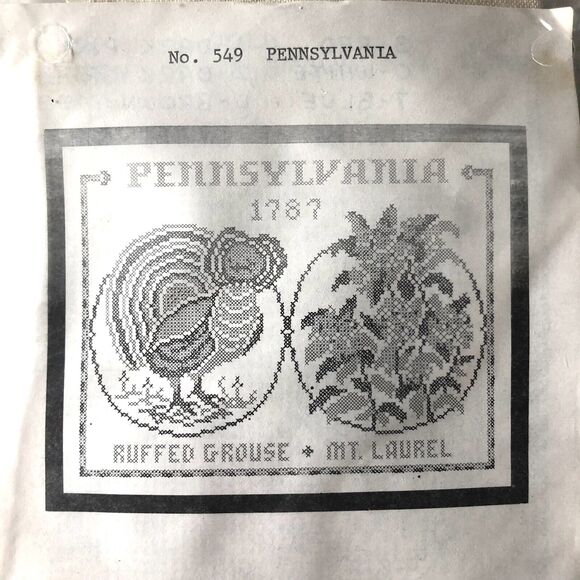 No. 549 PENNSYLVANIA
PENNSYLVANIA
1787
RUFFED GROUSE ✦ MT. LAUREL